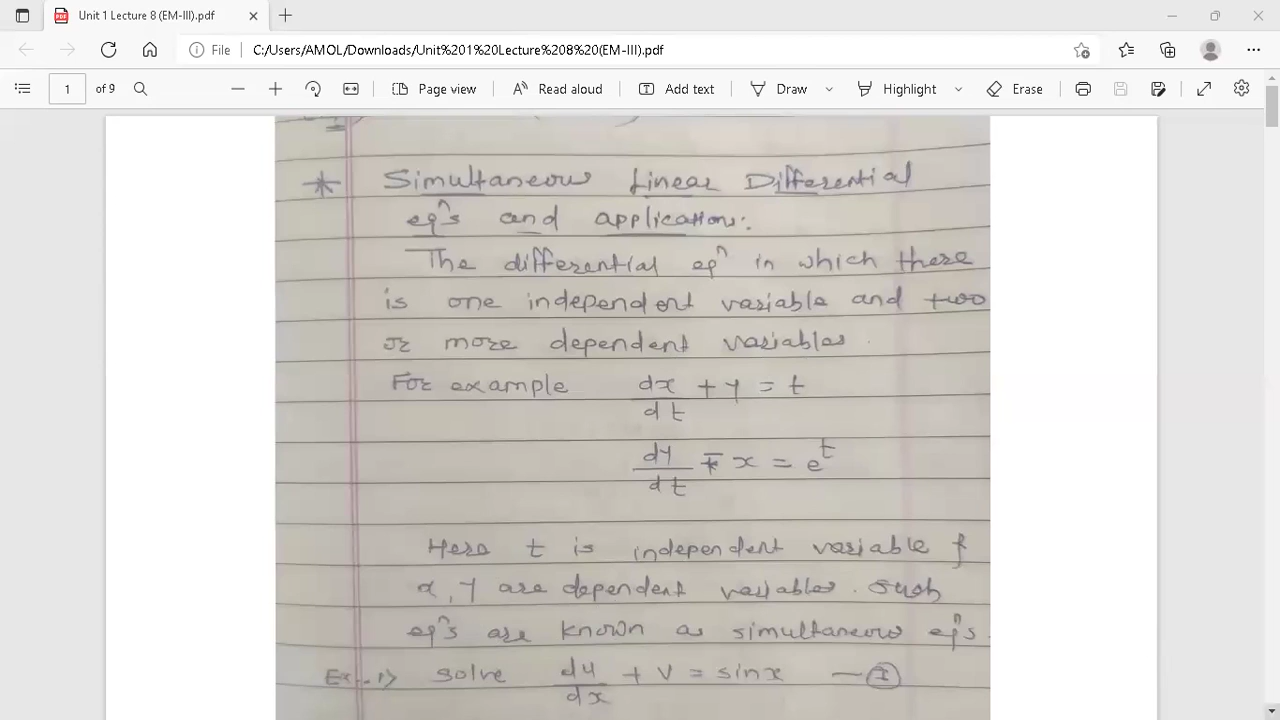 Unit 1 Lecture 8 (EM-III).pdf
File C:/Users/AMOL/Downloads/Unit%201%20Lecture%208%20(EM-III).pdf
1 of 9 Page view Read aloud Add text Draw Highlight Erase
* Simultaneous Linear Differential
eqⁿs and application:
The differential eqⁿ in which there
is one independent variable and two
or more dependent variables.
For example dx/dt + y = t
dy/dt x = e^t
Here t is independent variable &
x, y are dependent variables. Such
eqⁿs are known as simultaneous eqⁿs.
Ex. 1) solve du/dx + v = sinx — (I)